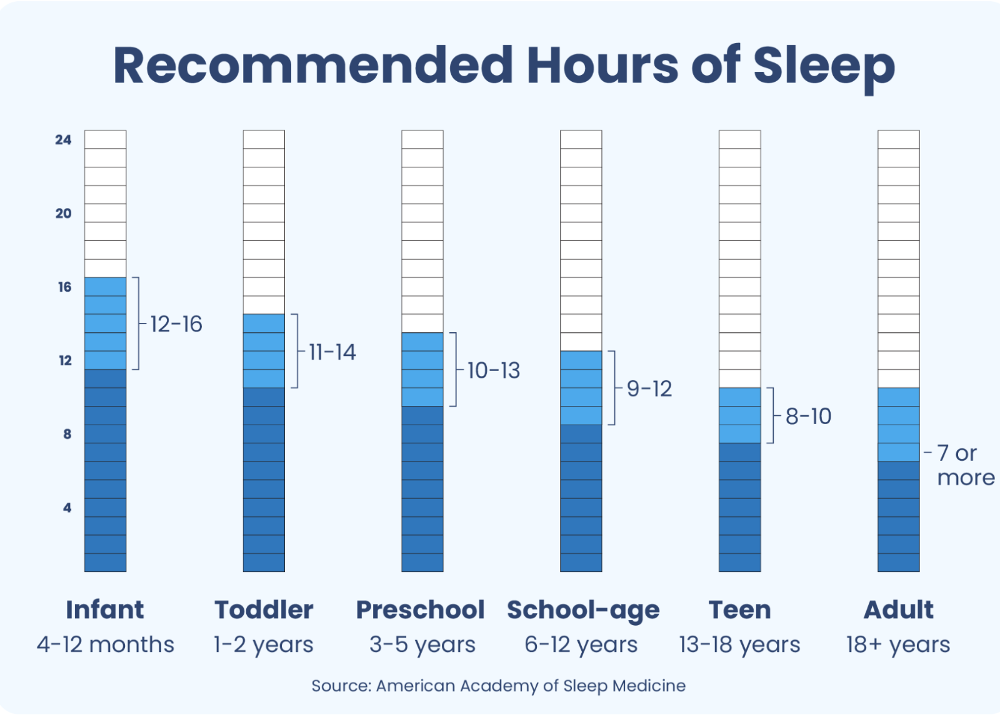 Recommended Hours of Sleep
24
20
16
12
8
4
12-16
11-14
10-13
9-12
8-10
7 or
more
Infant
4-12 months
Toddler
1-2 years
Preschool
3-5 years
School-age
6-12 years
Teen
13-18 years
Adult
18+ years
Source: American Academy of Sleep Medicine